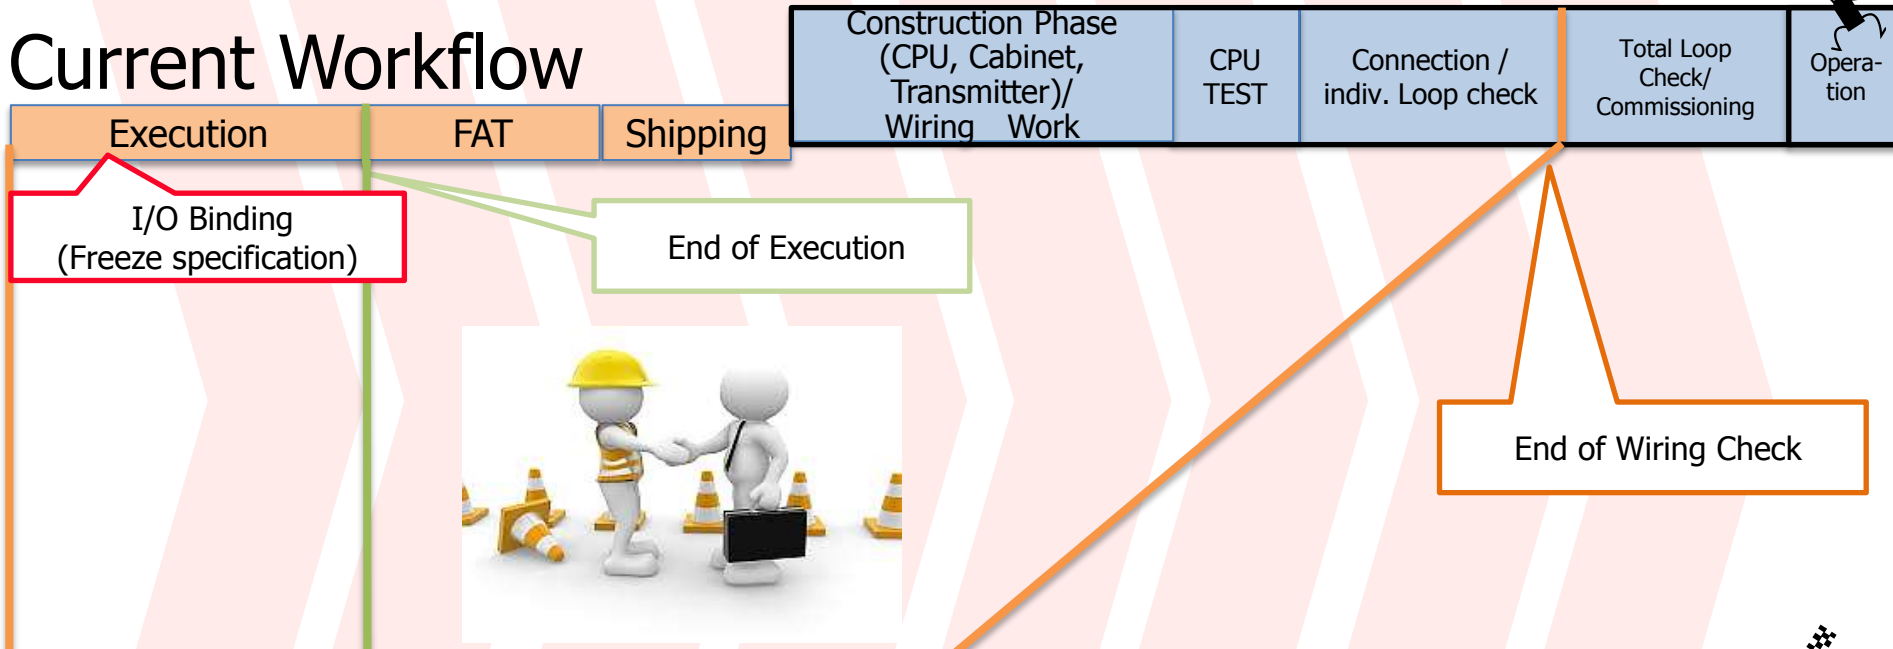 Current Workflow
Execution
FAT
Shipping
Construction Phase
(CPU, Cabinet,
Transmitter)/
Wiring Work
CPU
TEST
Connection /
indiv. Loop check
Total Loop
Check/
Commissioning
Opera-
tion
I/O Binding
(Freeze specification)
End of Execution
End of Wiring Check